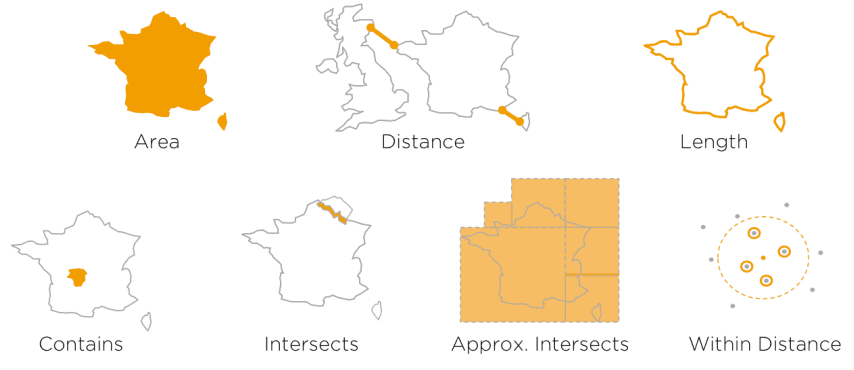 Area
Distance
Length
Contains
Intersects
Approx. Intersects
Within Distance